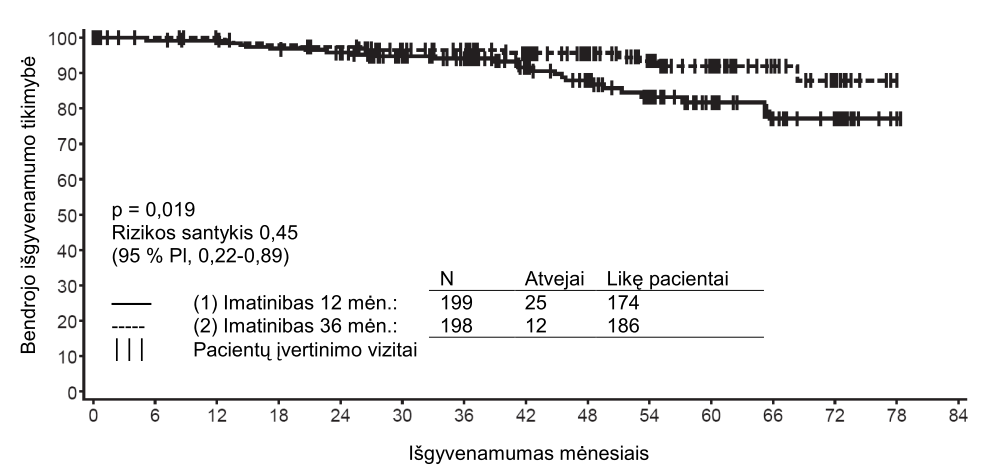 Bendrojo išgyvenamumo tikimybė
100
90
80
70
60
50
40
30
20
10
0
p = 0,019
Rizikos santykis 0,45
(95 % PI, 0,22-0,89)
N Atvejai Likę pacientai
(1) Imatinibas 12 mėn.: 199 25 174
(2) Imatinibas 36 mėn.: 198 12 186
Pacientų įvertinimo vizitai
0 6 12 18 24 30 36 42 48 54 60 66 72 78 84
Išgyvenamumas mėnesiais